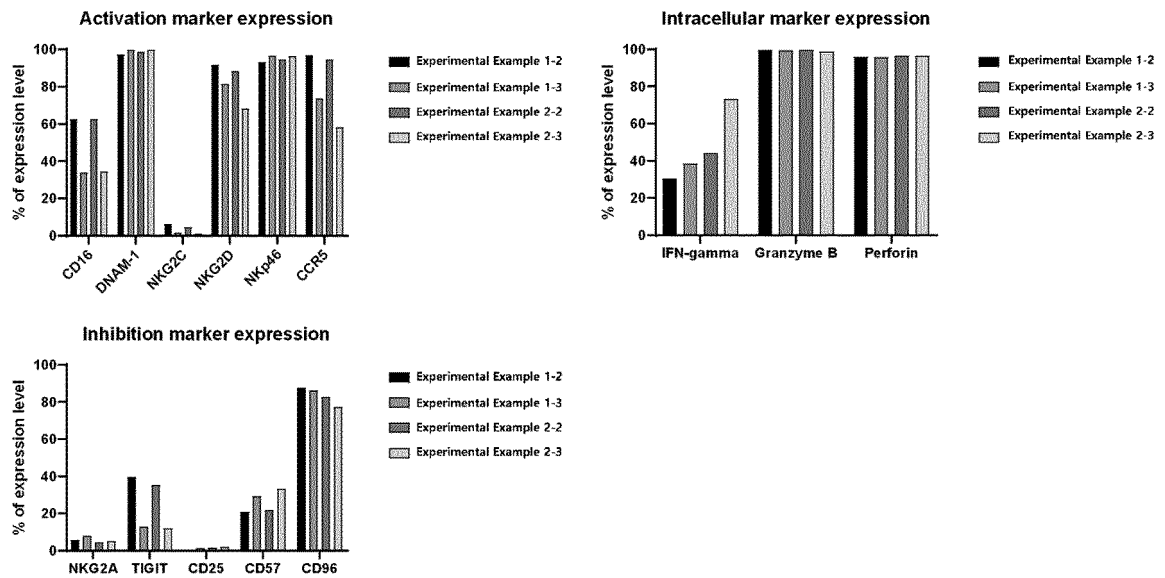 Activation marker expression
% of expression level
100
80
60
40
20
0
CD16
DNAM-1
NKG2C
NKG2D
NKp46
CCR5
Experimental Example 1-2
Experimental Example 1-3
Experimental Example 2-2
Experimental Example 2-3
Intracellular marker expression
% of expression level
100
80
60
40
20
0
IFN-gamma
Granzyme B
Perforin
Experimental Example 1-2
Experimental Example 1-3
Experimental Example 2-2
Experimental Example 2-3
Inhibition marker expression
% of expression level
100
80
60
40
20
0
NKG2A
TIGIT
CD25
CD57
CD96
Experimental Example 1-2
Experimental Example 1-3
Experimental Example 2-2
Experimental Example 2-3